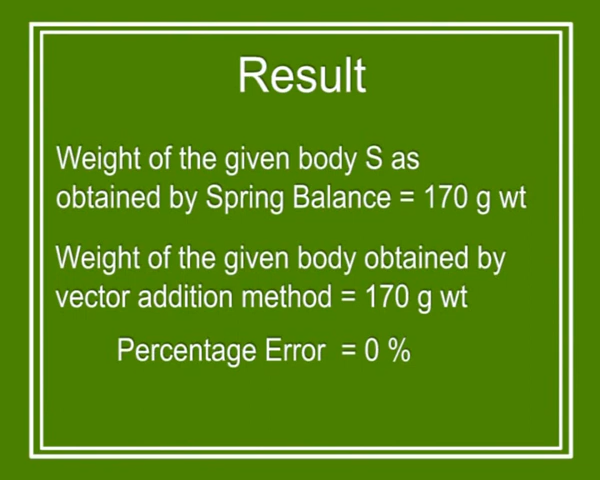 Result
Weight of the given body S as
obtained by Spring Balance = 170 g wt
Weight of the given body obtained by
vector addition method = 170 g wt
Percentage Error = 0 %